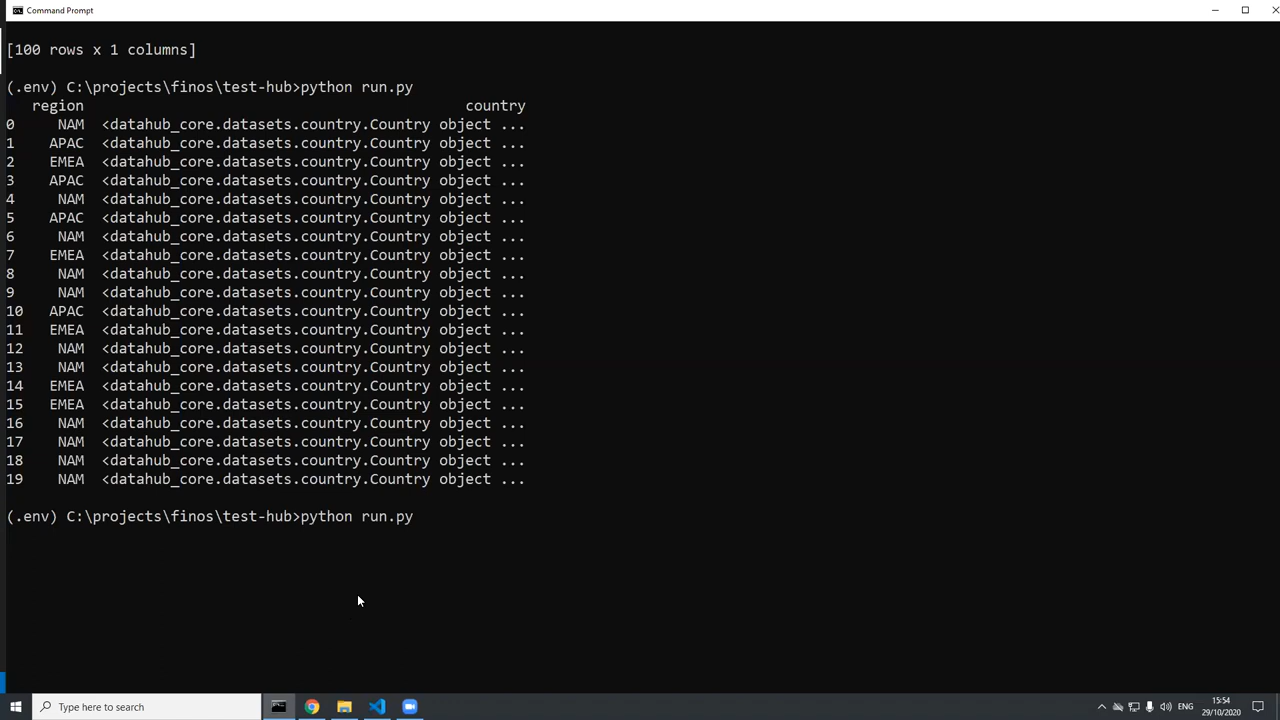 Command Prompt
[100 rows x 1 columns]
(.env) C:\projects\finos\test-hub>python run.py
region country
0 NAM <datahub_core.datasets.country.Country object ...
1 APAC <datahub_core.datasets.country.Country object ...
2 EMEA <datahub_core.datasets.country.Country object ...
3 APAC <datahub_core.datasets.country.Country object ...
4 NAM <datahub_core.datasets.country.Country object ...
5 APAC <datahub_core.datasets.country.Country object ...
6 NAM <datahub_core.datasets.country.Country object ...
7 EMEA <datahub_core.datasets.country.Country object ...
8 NAM <datahub_core.datasets.country.Country object ...
9 NAM <datahub_core.datasets.country.Country object ...
10 APAC <datahub_core.datasets.country.Country object ...
11 EMEA <datahub_core.datasets.country.Country object ...
12 NAM <datahub_core.datasets.country.Country object ...
13 NAM <datahub_core.datasets.country.Country object ...
14 EMEA <datahub_core.datasets.country.Country object ...
15 EMEA <datahub_core.datasets.country.Country object ...
16 NAM <datahub_core.datasets.country.Country object ...
17 NAM <datahub_core.datasets.country.Country object ...
18 NAM <datahub_core.datasets.country.Country object ...
19 NAM <datahub_core.datasets.country.Country object ...
(.env) C:\projects\finos\test-hub>python run.py
Type here to search
ENG
15:54
29/10/2020